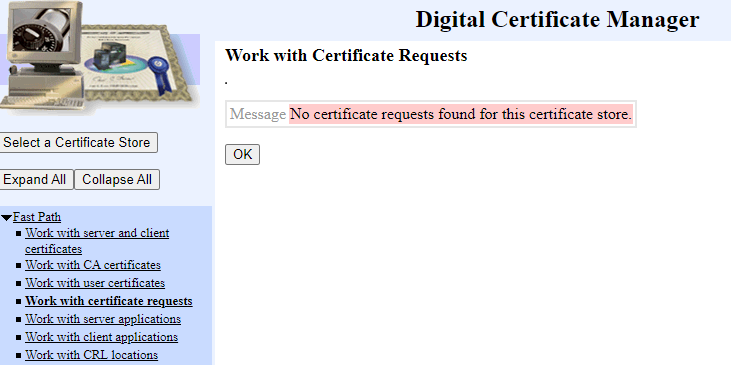 Digital Certificate Manager
Select a Certificate Store
Expand All Collapse All
Fast Path
Work with server and client
certificates
Work with CA certificates
Work with user certificates
Work with certificate requests
Work with server applications
Work with client applications
Work with CRL locations
Work with Certificate Requests
.
Message No certificate requests found for this certificate store.
OK